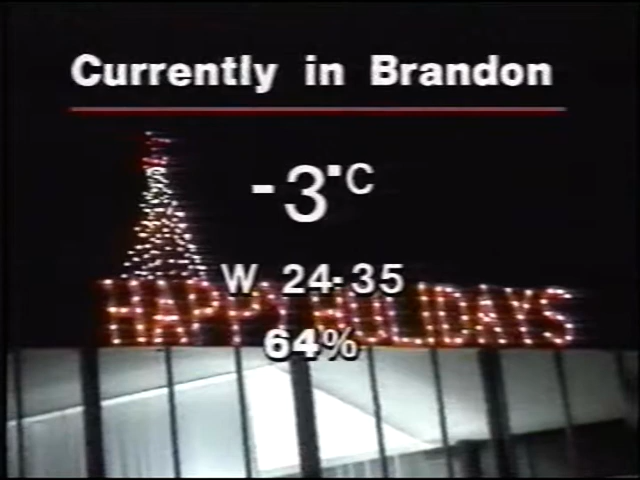 Currently in Brandon
-3°C
W 24-35
HAPPY HOLIDAYS
64%